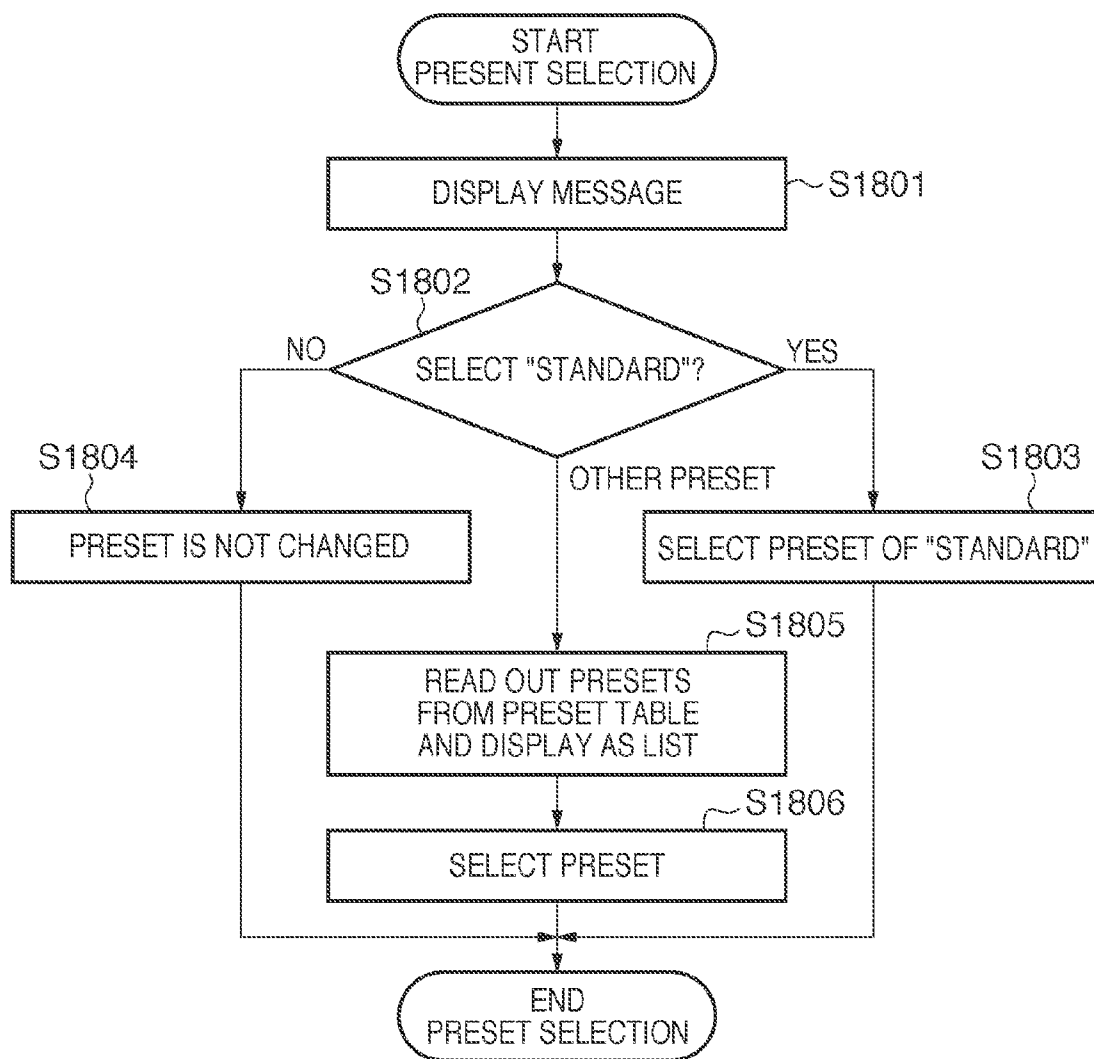 START
PRESENT SELECTION
DISPLAY MESSAGE
S1801
S1802
NO
SELECT "STANDARD"?
YES
S1804
OTHER PRESET
S1803
PRESET IS NOT CHANGED
SELECT PRESET OF "STANDARD"
S1805
READ OUT PRESETS
FROM PRESET TABLE
AND DISPLAY AS LIST
S1806
SELECT PRESET
END
PRESET SELECTION